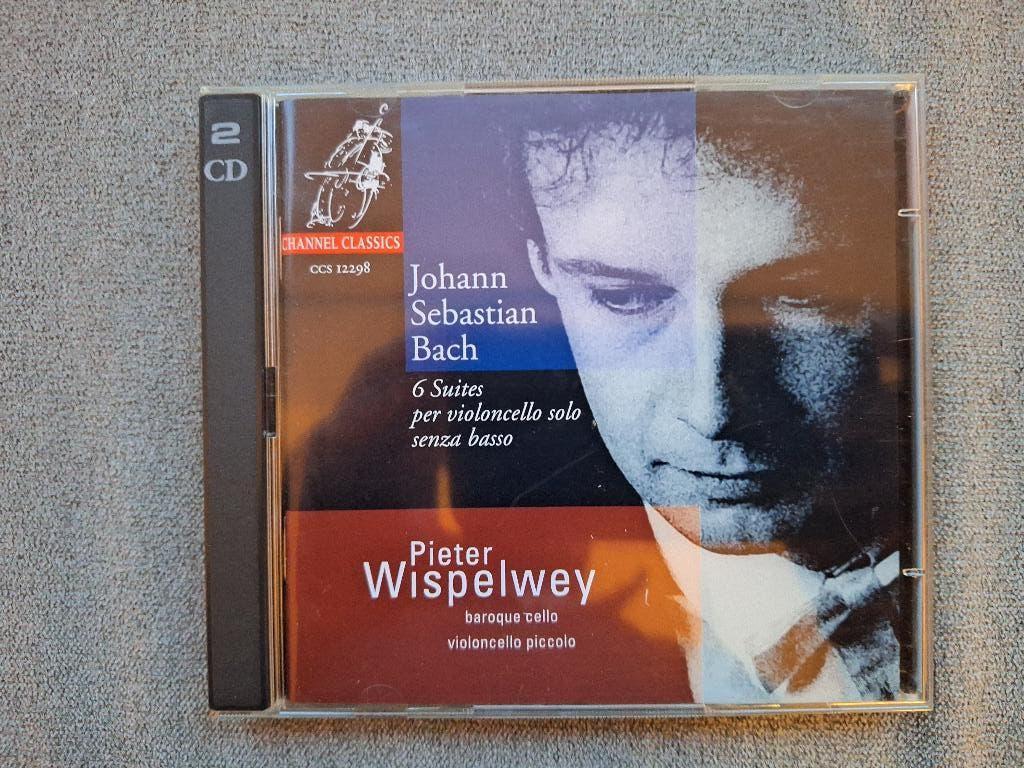 2
CD
CHANNEL CLASSICS
CCS 12298
Johann
Sebastian
Bach
6 Suites
per violoncello solo
senza basso
Pieter
Wispelwey
baroque cello
violoncello piccolo